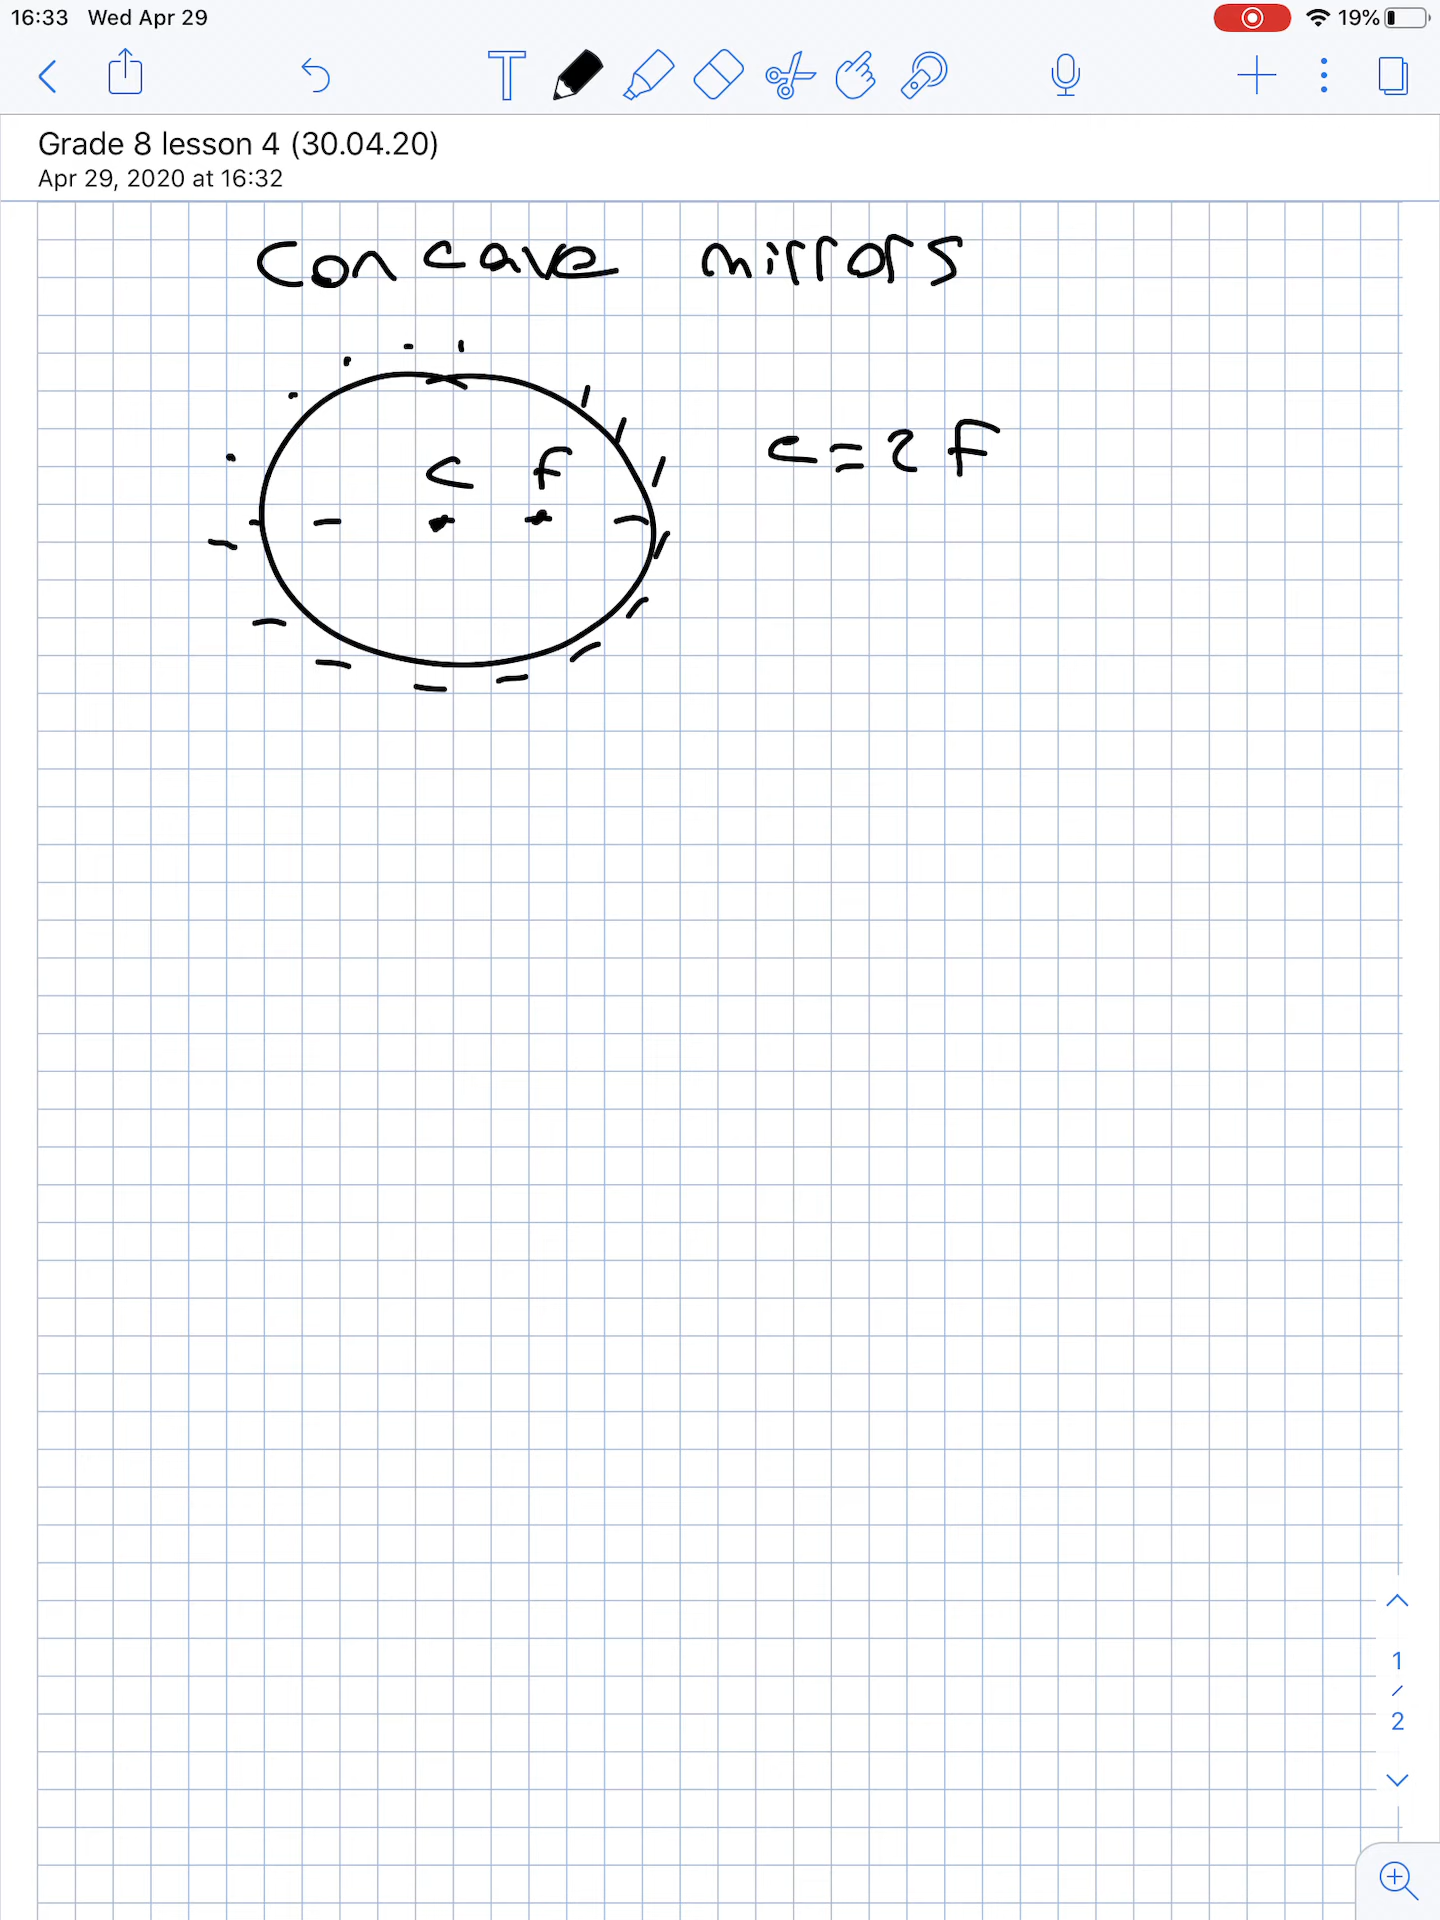 16:33 Wed Apr 29 19%
Grade 8 lesson 4 (30.04.20)
Apr 29, 2020 at 16:32
Concave mirrors
C F
C = 2 F
1
/
2